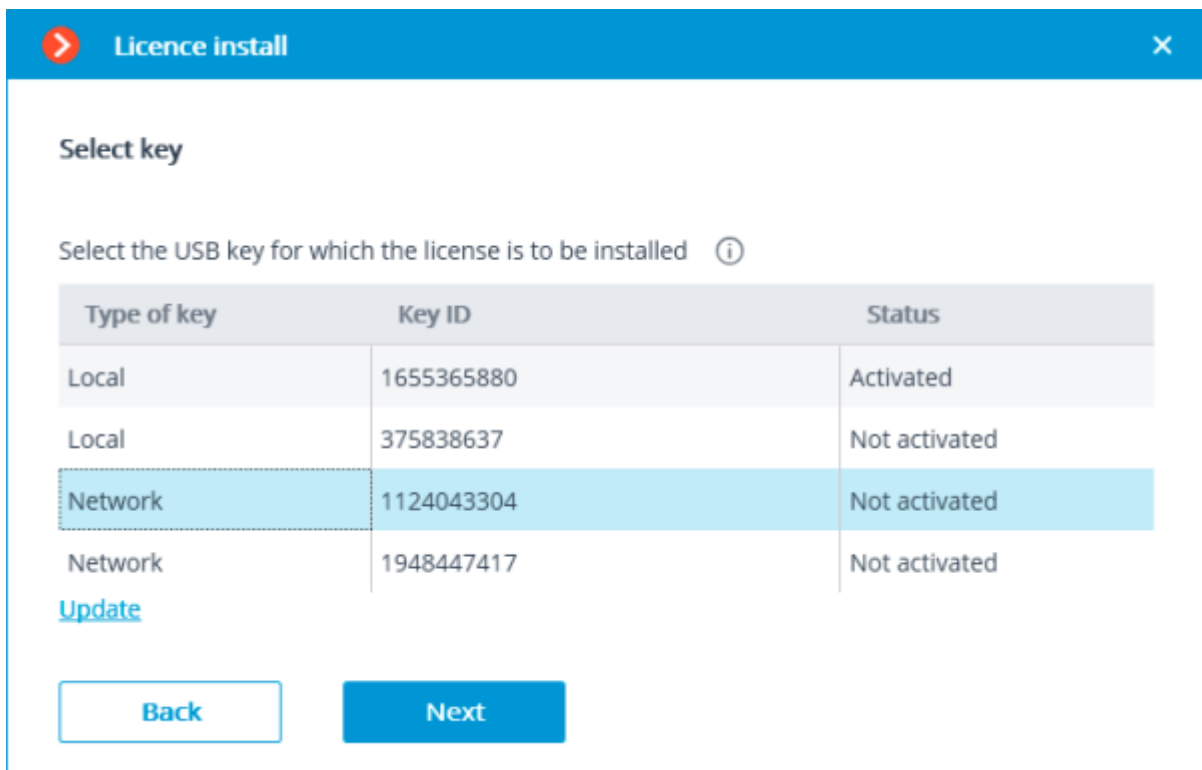 Licence install
Select key
Select the USB key for which the license is to be installed
Type of key Key ID Status
Local 1655365880 Activated
Local 375838637 Not activated
Network 1124043304 Not activated
Network 1948447417 Not activated
Update
Back Next